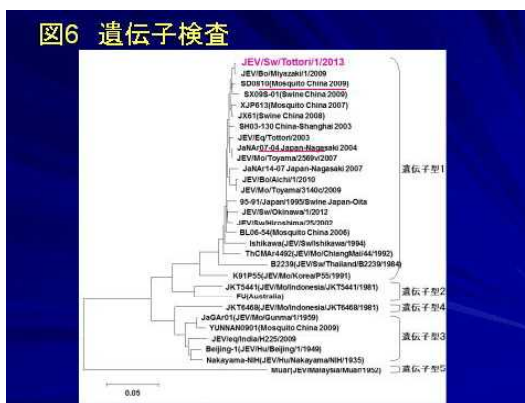 図6 遺伝子検査
JEV/Sw/Tottori/1/2013
JEV/Bo/Miyazaki/1/2009
SD0810(Mosquito China 2009)
SX09S-01(Swine China 2009)
XJP613(Mosquito China 2007)
JX61(Swine China 2008)
SH03-130 China-Shanghai 2003
JEV/Eq/Tottori/2003
JaNAr07-04 Japan-Nagasaki 2004
JEV/Mo/Toyama/2569v/2007
JaNAr14-07 Japan-Nagasaki 2007
JEV/Bo/Aichi/1/2010
JEV/Mo/Toyama/3140c/2009
95-91/Japan/1995/Swine Japan-Oita
JEV/Sw/Okinawa/1/2012
JEV/Sw/Hiroshima/25/2002
BL06-54(Mosquito China 2006)
Ishikawa(JEV/Sw/Ishikawa/1994)
ThCMAr4492(JEV/Mo/ChiangMai/44/1992)
B2239(JEV/Sw/Thailand/B2239/1984)
K91P55(JEV/Mo/Korea/P55/1991)
遺伝子型1
JKT5441(JEV/Mo/Indonesia/JKT5441/1981)
FU(Australia)
遺伝子型2
JKT6468(JEV/Mo/Indonesia/JKT6468/1981)
遺伝子型4
JaGAr01(JEV/Mo/Gunma/1/1959)
YUNNAN0901(Mosquito China 2009)
JEV/eq/India/H225/2009
Beijing-1(JEV/Hu/Beijing/1/1949)
Nakayama-NIH(JEV/Hu/Nakayama/NIH/1935)
遺伝子型3
Muar(JEV/Malaysia/Muar/1952)
遺伝子型5
0.05